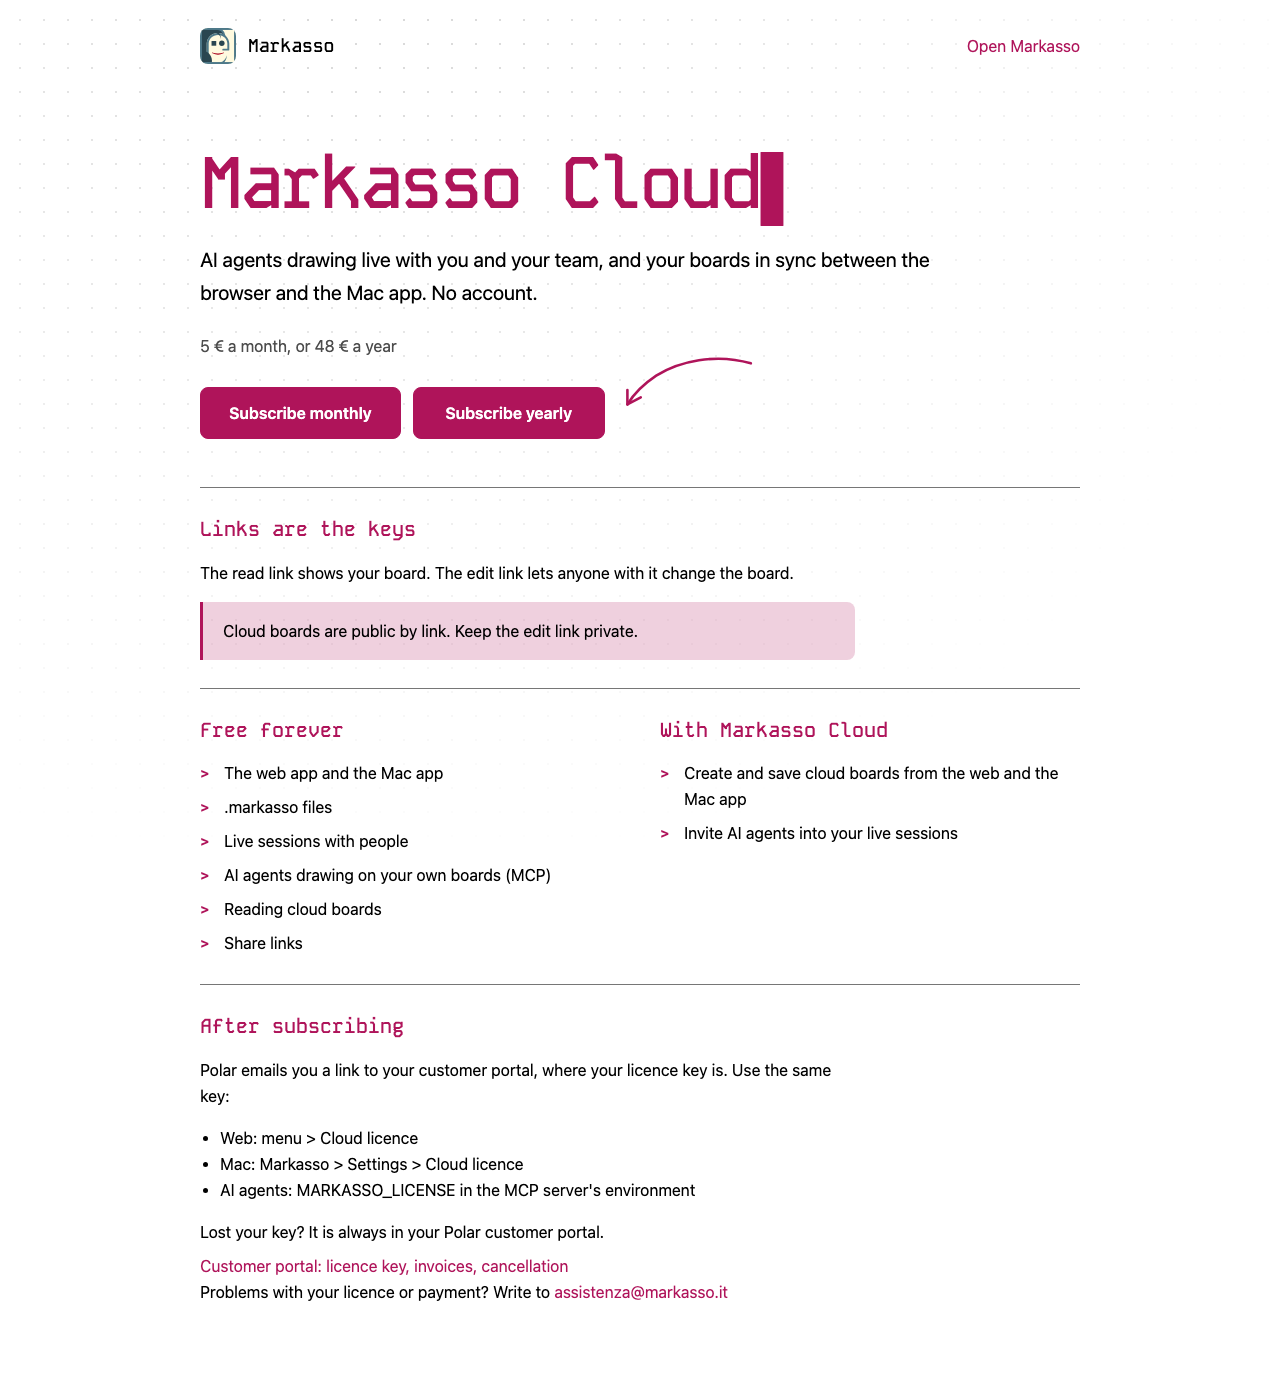 Markasso
Open Markasso
Markasso Cloud
AI agents drawing live with you and your team, and your boards in sync between the
browser and the Mac app. No account.
5 € a month, or 48 € a year
Subscribe monthly
Subscribe yearly
Links are the keys
The read link shows your board. The edit link lets anyone with it change the board.
Cloud boards are public by link. Keep the edit link private.
Free forever
> The web app and the Mac app
> .markasso files
> Live sessions with people
> AI agents drawing on your own boards (MCP)
> Reading cloud boards
> Share links
With Markasso Cloud
> Create and save cloud boards from the web and the
Mac app
> Invite AI agents into your live sessions
After subscribing
Polar emails you a link to your customer portal, where your licence key is. Use the same
key:
• Web: menu > Cloud licence
• Mac: Markasso > Settings > Cloud licence
• AI agents: MARKASSO_LICENSE in the MCP server's environment
Lost your key? It is always in your Polar customer portal.
Customer portal: licence key, invoices, cancellation
Problems with your licence or payment? Write to assistenza@markasso.it